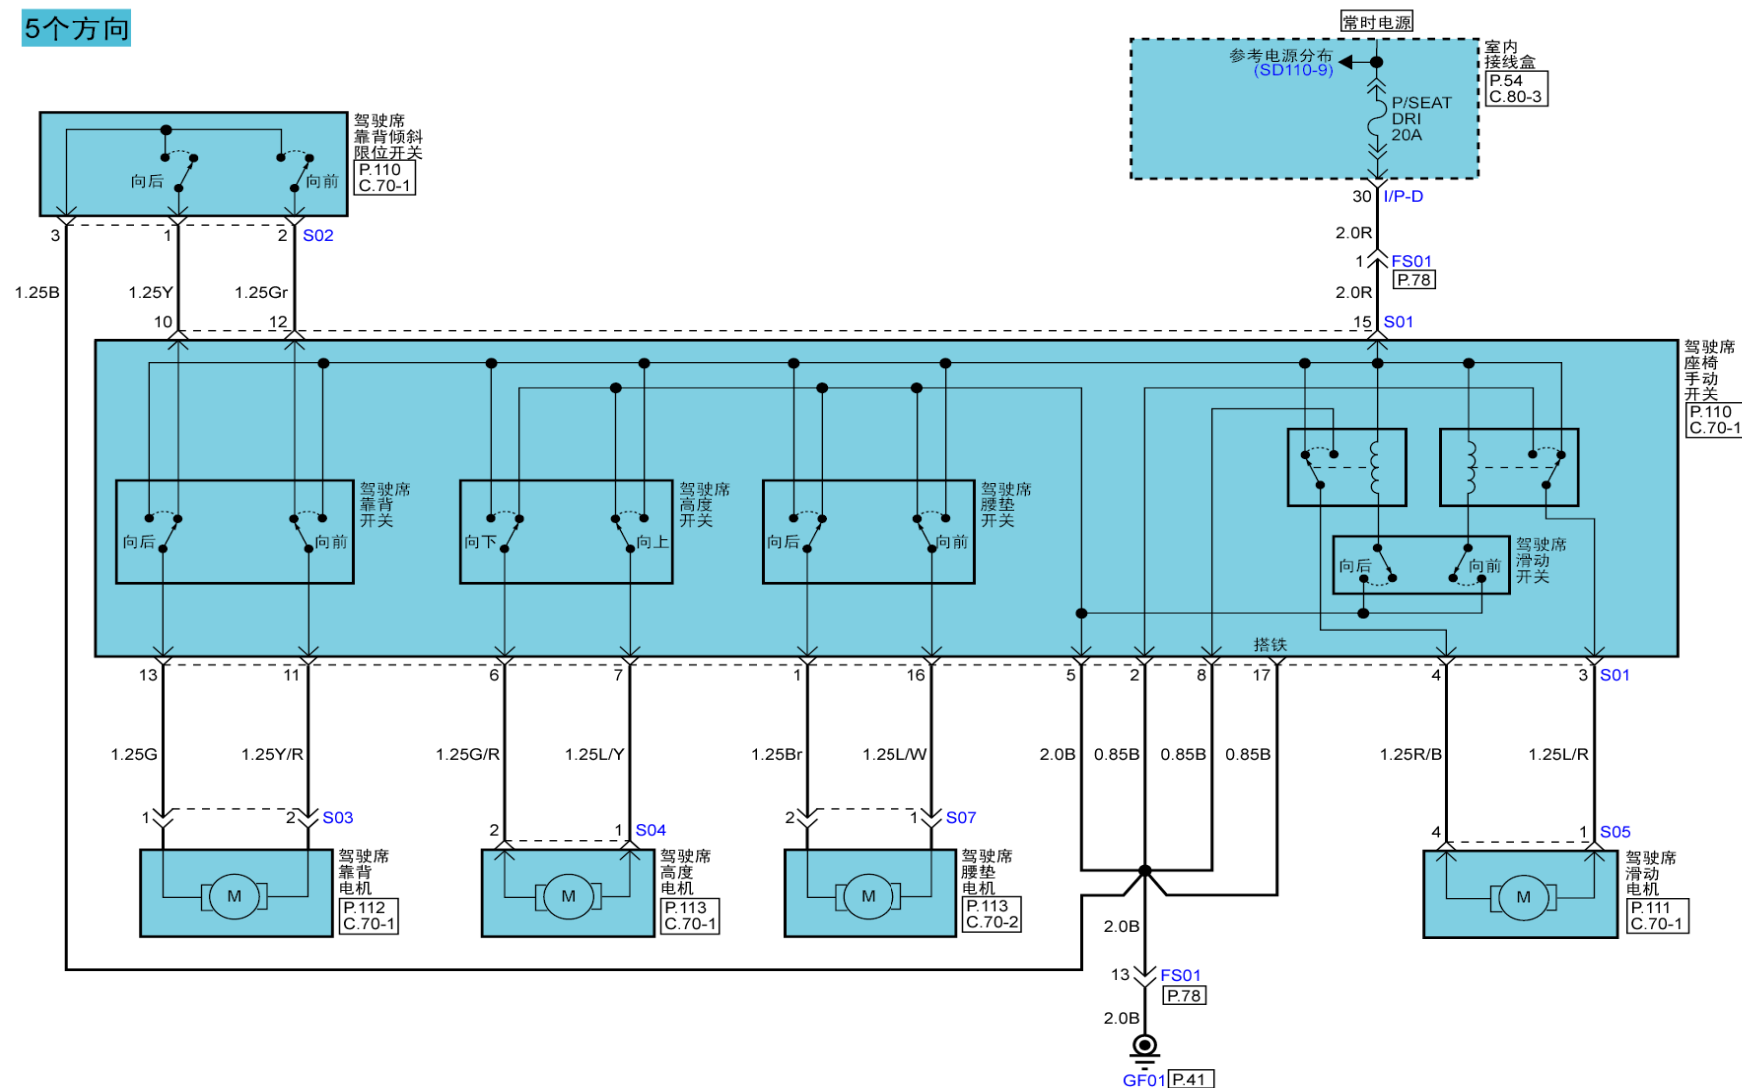 5个方向
常时电源
参考电源分布
(SD110-9)
P/SEAT
DRI
20A
室内
接线盒
P.54
C.80-3
驾驶席
靠背倾斜
限位开关
P.110
C.70-1
向后
向前
30 I/P-D
2.0R
1 FS01
P.78
2.0R
3 1 2 S02
1.25B 1.25Y 1.25Gr
10 12 15 S01
驾驶席
座椅
手动
开关
P.110
C.70-1
驾驶席
靠背
开关
向后 向前
驾驶席
高度
开关
向下 向上
驾驶席
腰垫
开关
向后 向前
驾驶席
滑动
开关
向后 向前
搭铁
13 11 6 7 1 16 5 2 8 17 4 3 S01
1.25G 1.25Y/R 1.25G/R 1.25L/Y 1.25Br 1.25L/W 2.0B 0.85B 0.85B 0.85B 1.25R/B 1.25L/R
1 2 S03
2 1 S04
2 1 S07
4 1 S05
M
驾驶席
靠背
电机
P.112
C.70-1
M
驾驶席
高度
电机
P.113
C.70-1
M
驾驶席
腰垫
电机
P.113
C.70-2
M
驾驶席
滑动
电机
P.111
C.70-1
2.0B
13 FS01
P.78
2.0B
GF01 P.41